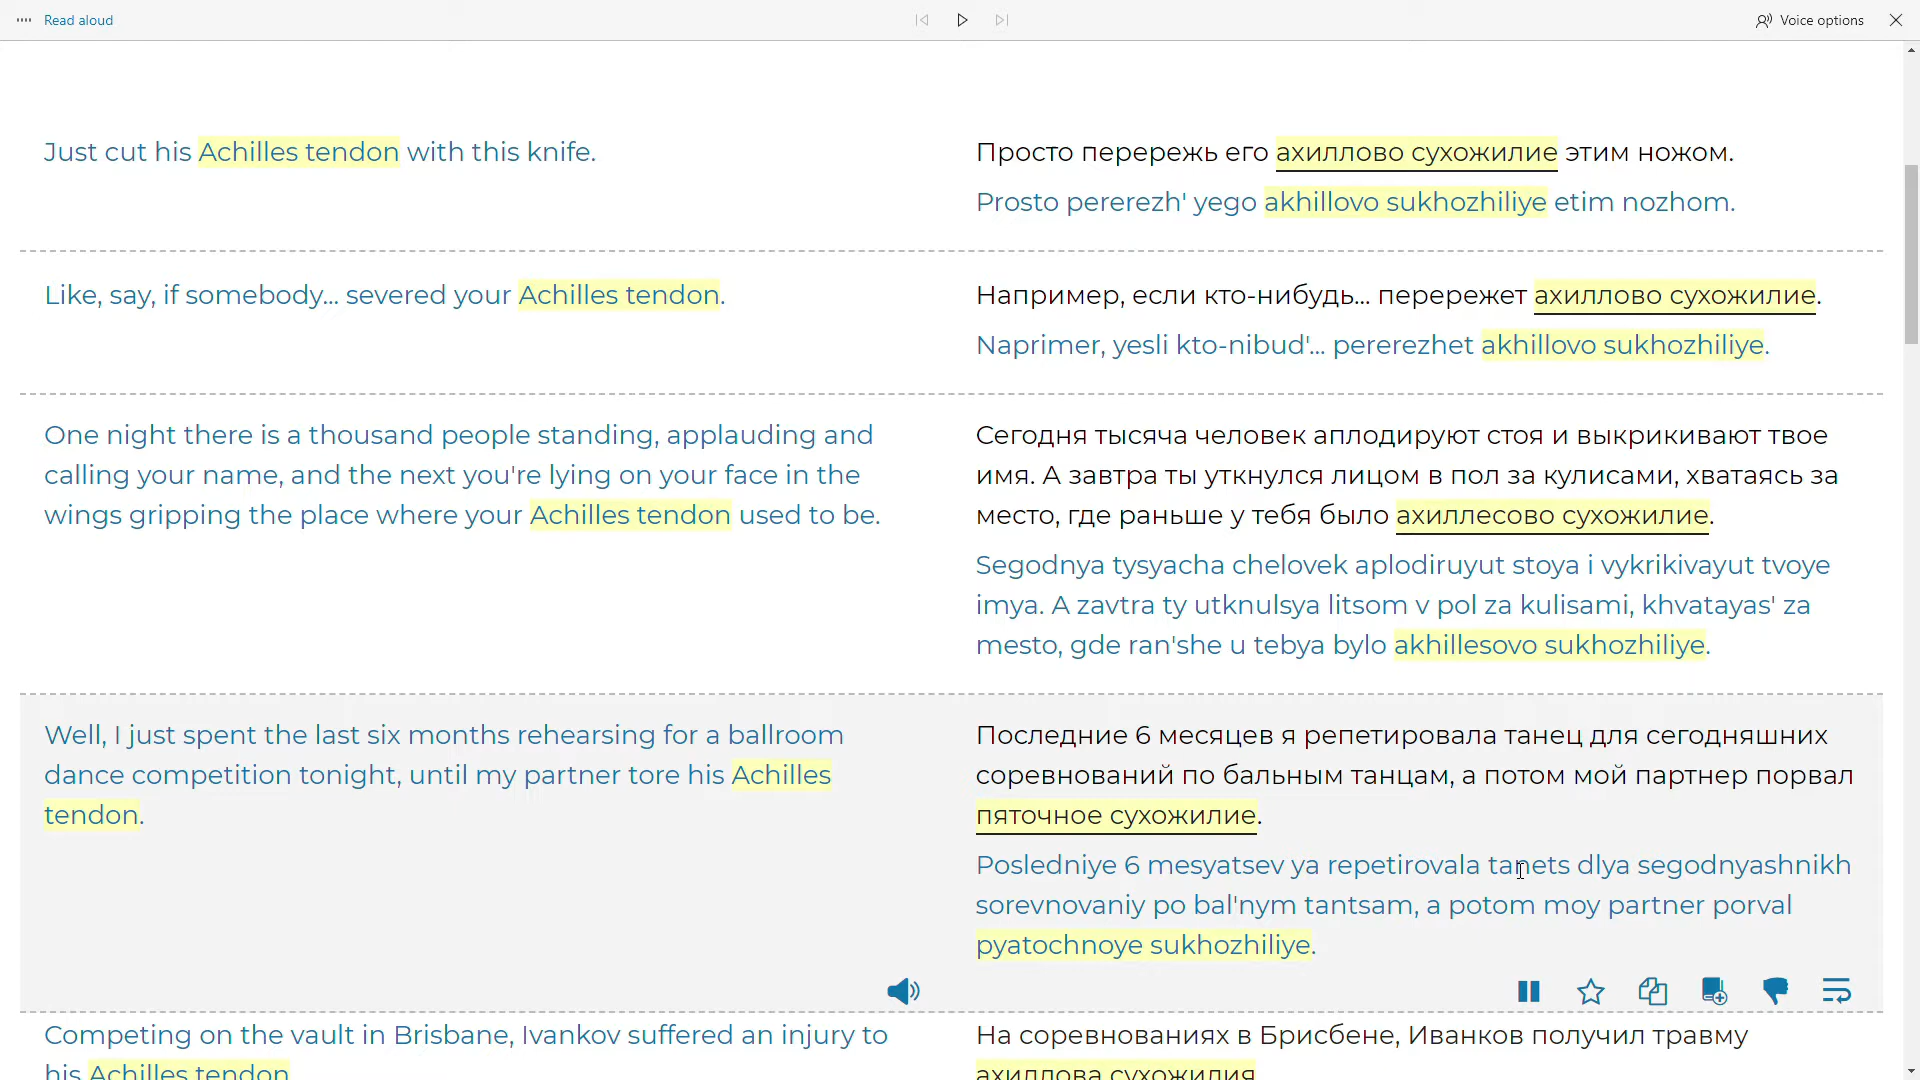 Read aloud
Voice options
Just cut his Achilles tendon with this knife.
Просто перережь его ахиллово сухожилие этим ножом.
Prosto pererezh' yego akhillovo sukhozhiliye etim nozhom.
Like, say, if somebody... severed your Achilles tendon.
Например, если кто-нибудь... перережет ахиллово сухожилие.
Naprimer, yesli kto-nibud'... pererezhet akhillovo sukhozhiliye.
One night there is a thousand people standing, applauding and
calling your name, and the next you're lying on your face in the
wings gripping the place where your Achilles tendon used to be.
Сегодня тысяча человек аплодируют стоя и выкрикивают твое
имя. А завтра ты уткнулся лицом в пол за кулисами, хватаясь за
место, где раньше у тебя было ахиллесово сухожилие.
Segodnya tysyacha chelovek aplodiruyut stoya i vykrikivayut tvoye
imya. A zavtra ty utknulsya litsom v pol za kulisami, khvatayas' za
mesto, gde ran'she u tebya bylo akhillesovo sukhozhiliye.
Well, I just spent the last six months rehearsing for a ballroom
dance competition tonight, until my partner tore his Achilles
tendon.
Последние 6 месяцев я репетировала танец для сегодняшних
соревнований по бальным танцам, а потом мой партнер порвал
пяточное сухожилие.
Posledniye 6 mesyatsev ya repetirovala tanets dlya segodnyashnikh
sorevnovaniy po bal'nym tantsam, a potom moy partner porval
pyatochnoye sukhozhiliye.
Competing on the vault in Brisbane, Ivankov suffered an injury to
his Achilles tendon
На соревнованиях в Брисбене, Иванков получил травму
ахиллова сухожилия